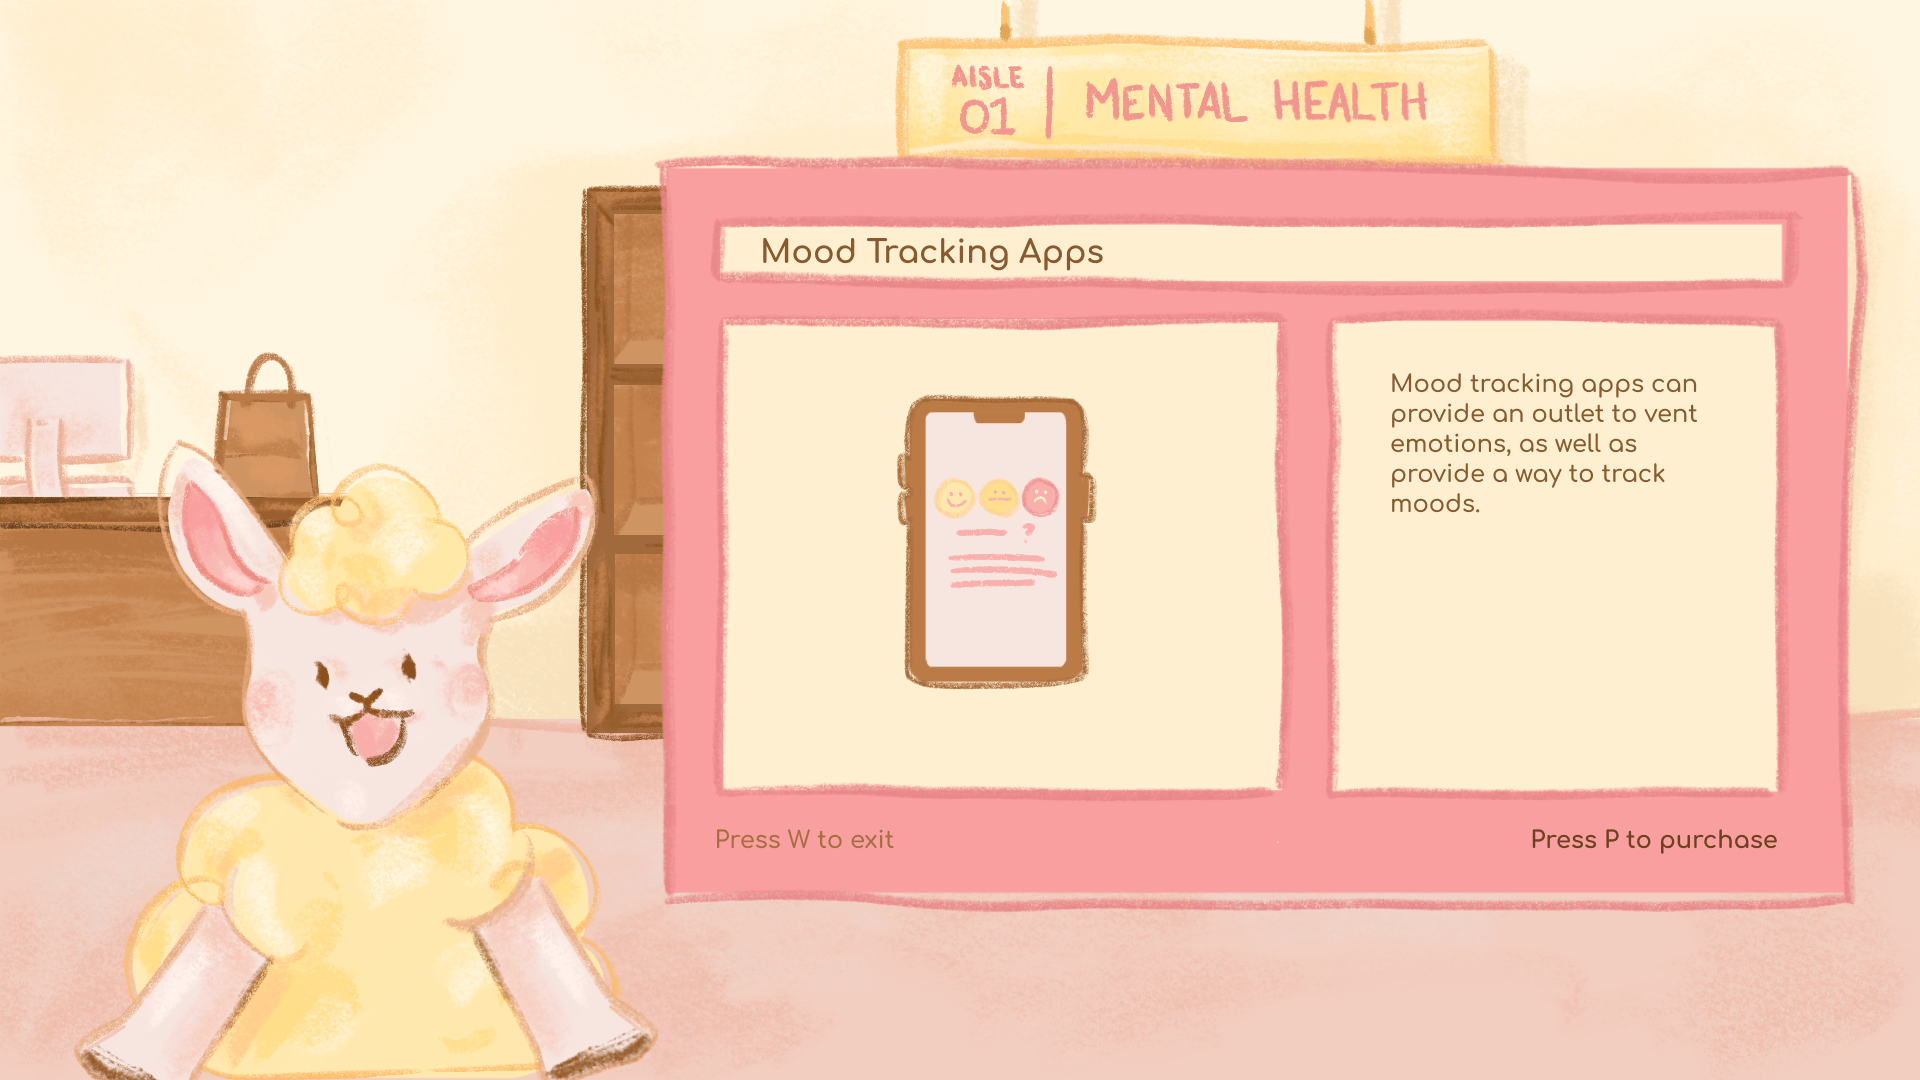 AISLE
01
MENTAL HEALTH
Mood Tracking Apps
?
Mood tracking apps can
provide an outlet to vent
emotions, as well as
provide a way to track
moods.
Press W to exit
Press P to purchase